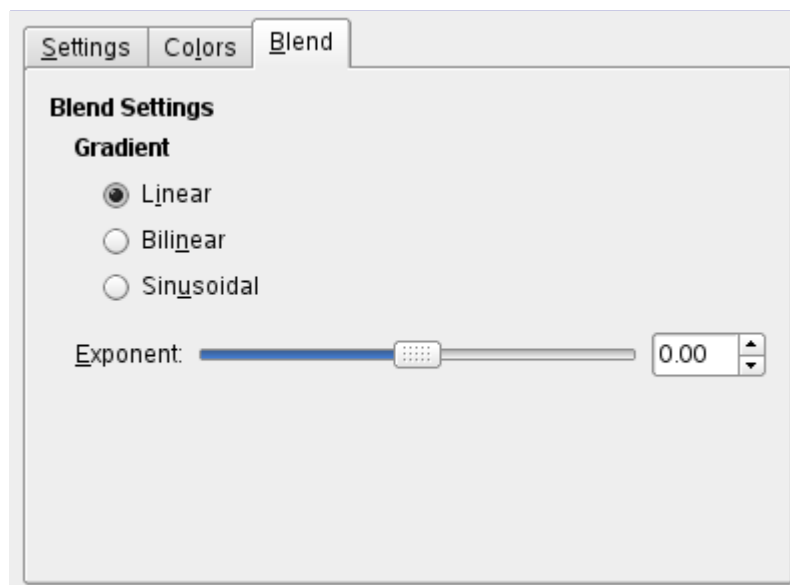 Settings Colors Blend
Blend Settings
Gradient
Linear
Bilinear
Sinusoidal
Exponent: 0.00